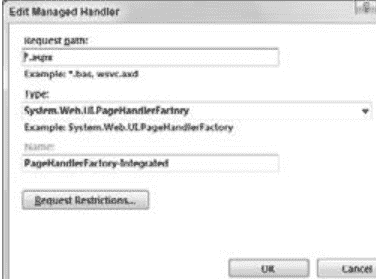 Edit Managed Handler
Request path:
*.aspx
Example: *.bas, wsvc.axd
Type:
System.Web.UI.PageHandlerFactory
Example: System.Web.UI.PageHandlerFactory
Name:
PageHandlerFactory-Integrated
Request Restrictions...
OK
Cancel